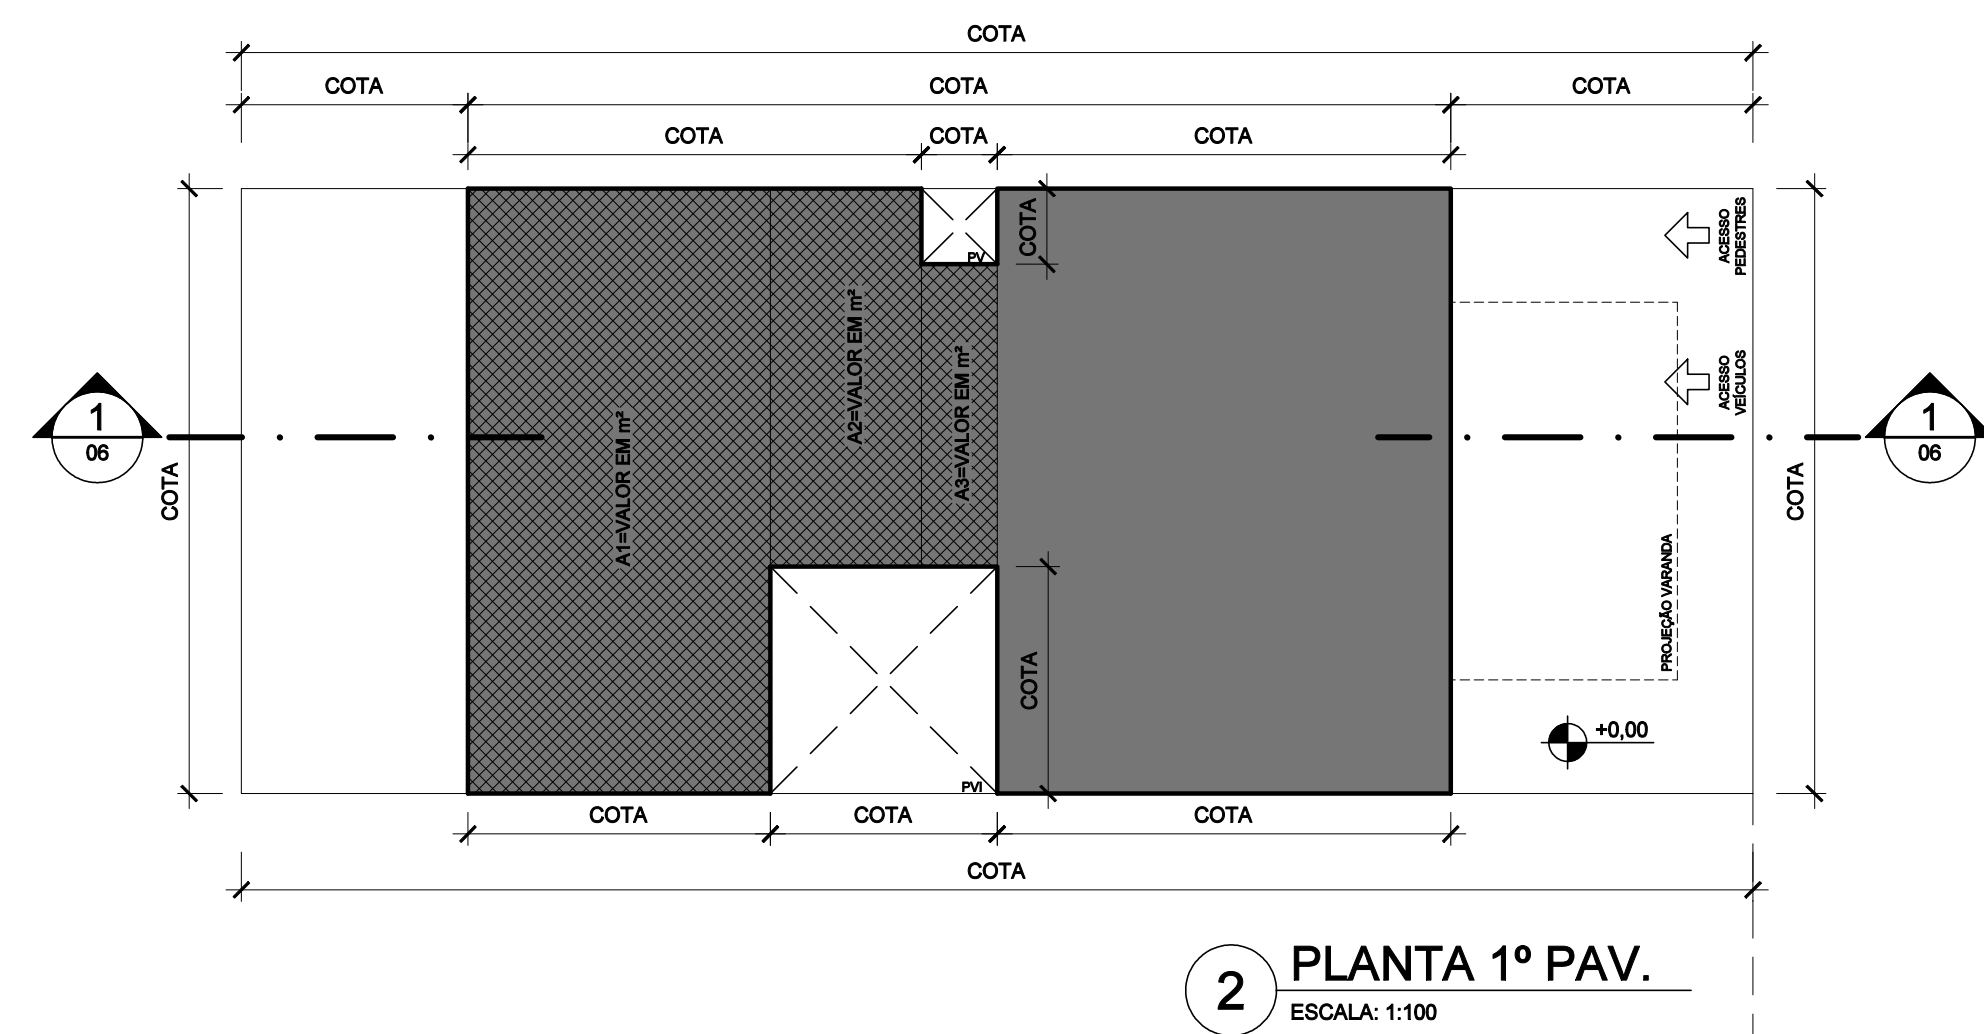 COTA
COTA
COTA
COTA
COTA
COTA
COTA
COTA
PV
ACESSO
PEDESTRES
A1=VALOR EM m²
A2=VALOR EM m²
A3=VALOR EM m²
ACESSO
VEÍCULOS
1
06
1
06
COTA
COTA
COTA
PROJEÇÃO VARANDA
+0,00
PVI
COTA
COTA
COTA
COTA
2
PLANTA 1º PAV.
ESCALA: 1:100